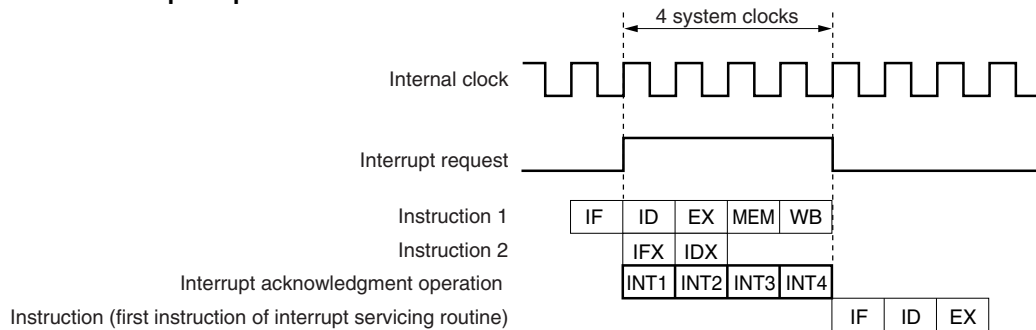 4 system clocks
Internal clock
Interrupt request
Instruction 1 IF ID EX MEM WB
Instruction 2 IFX IDX
Interrupt acknowledgment operation INT1 INT2 INT3 INT4
Instruction (first instruction of interrupt servicing routine) IF ID EX